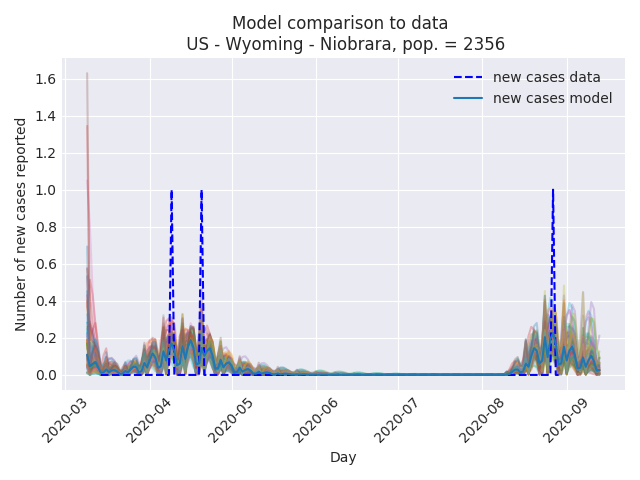 Model comparison to data
US - Wyoming - Niobrara, pop. = 2356
new cases data
new cases model
Number of new cases reported
1.6
1.4
1.2
1.0
0.8
0.6
0.4
0.2
0.0
2020-03
2020-04
2020-05
2020-06
2020-07
2020-08
2020-09
Day